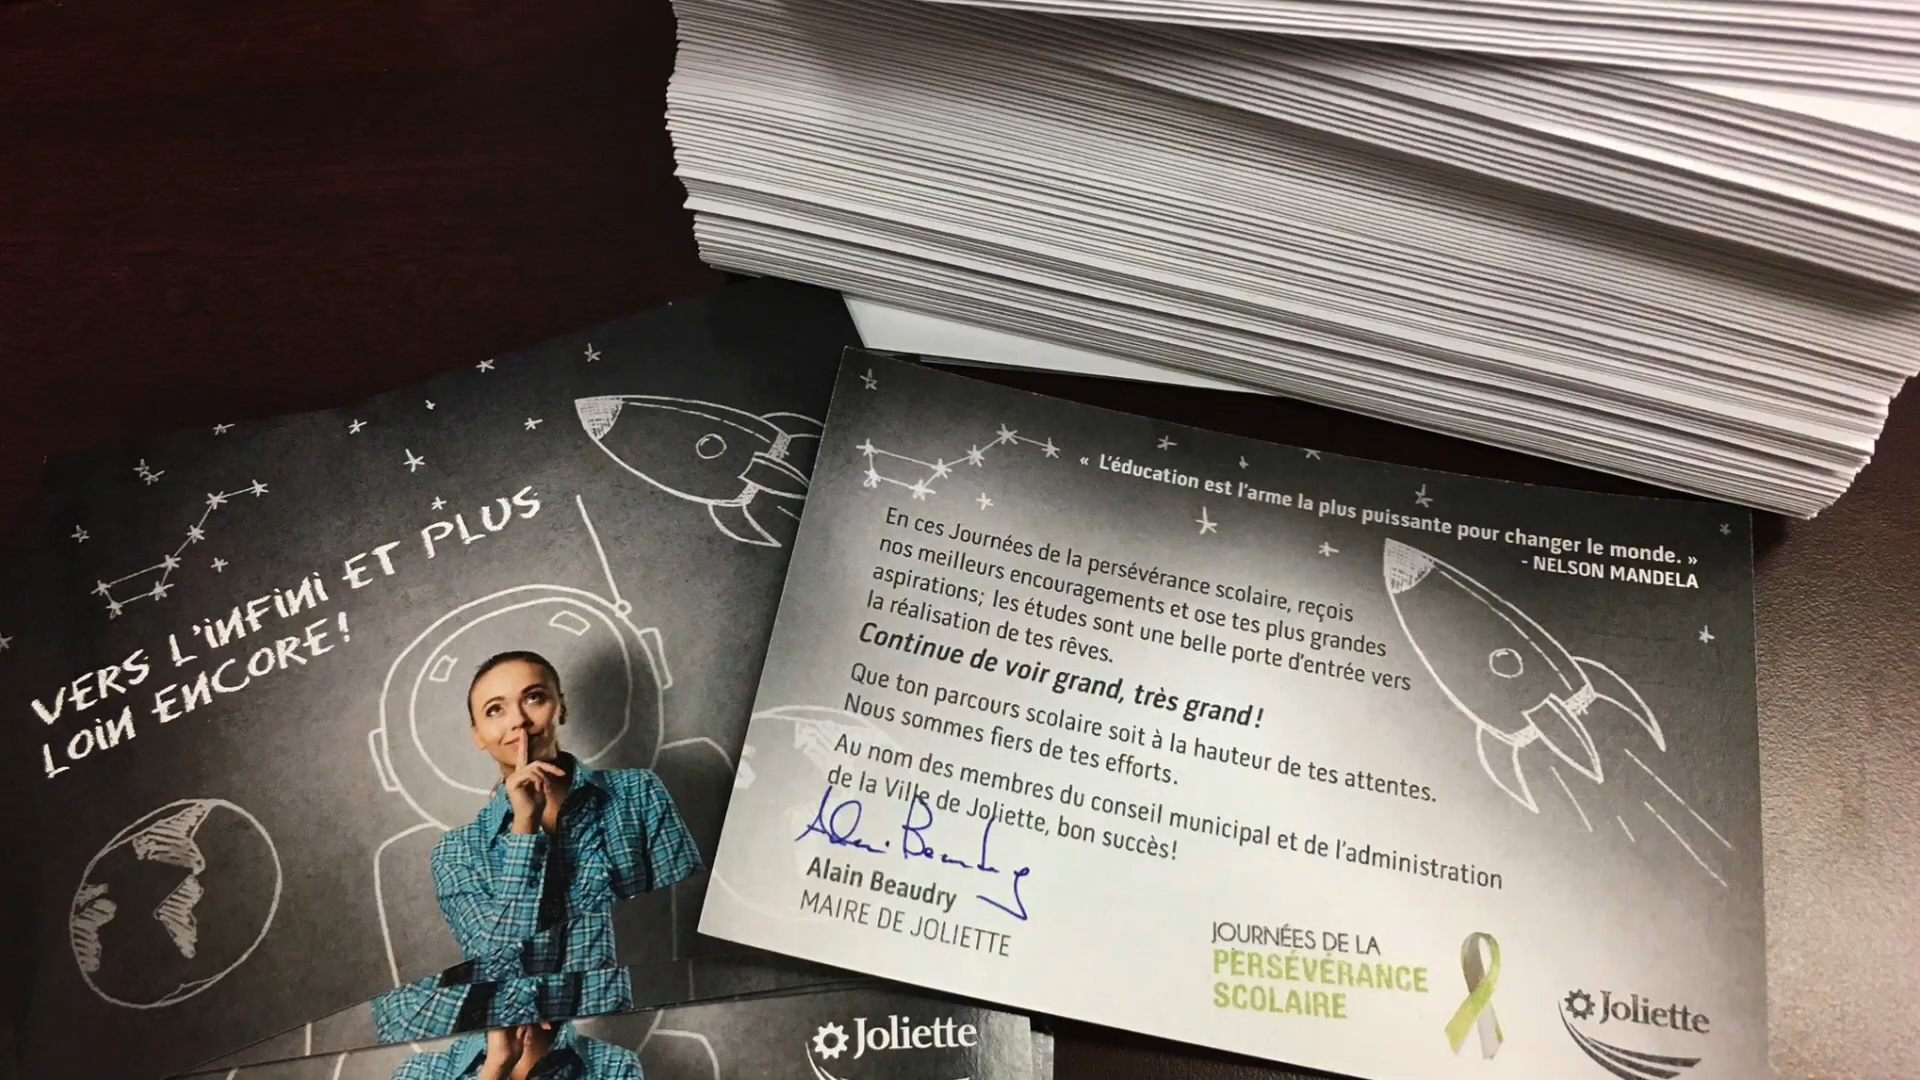 VERS L'INFINI ET PLUS
LOIN ENCORE!
« L'éducation est l'arme la plus puissante pour changer le monde. »
- NELSON MANDELA
En ces Journées de la persévérance scolaire, reçois
nos meilleurs encouragements et ose tes plus grandes
aspirations; les études sont une belle porte d'entrée vers
la réalisation de tes rêves.
Continue de voir grand, très grand!
Que ton parcours scolaire soit à la hauteur de tes attentes.
Nous sommes fiers de tes efforts.
Au nom des membres du conseil municipal et de l'administration
de la Ville de Joliette, bon succès!
Alain Beaudry
Alain Beaudry
MAIRE DE JOLIETTE
JOURNÉES DE LA
PERSÉVÉRANCE
SCOLAIRE
Joliette
Joliette